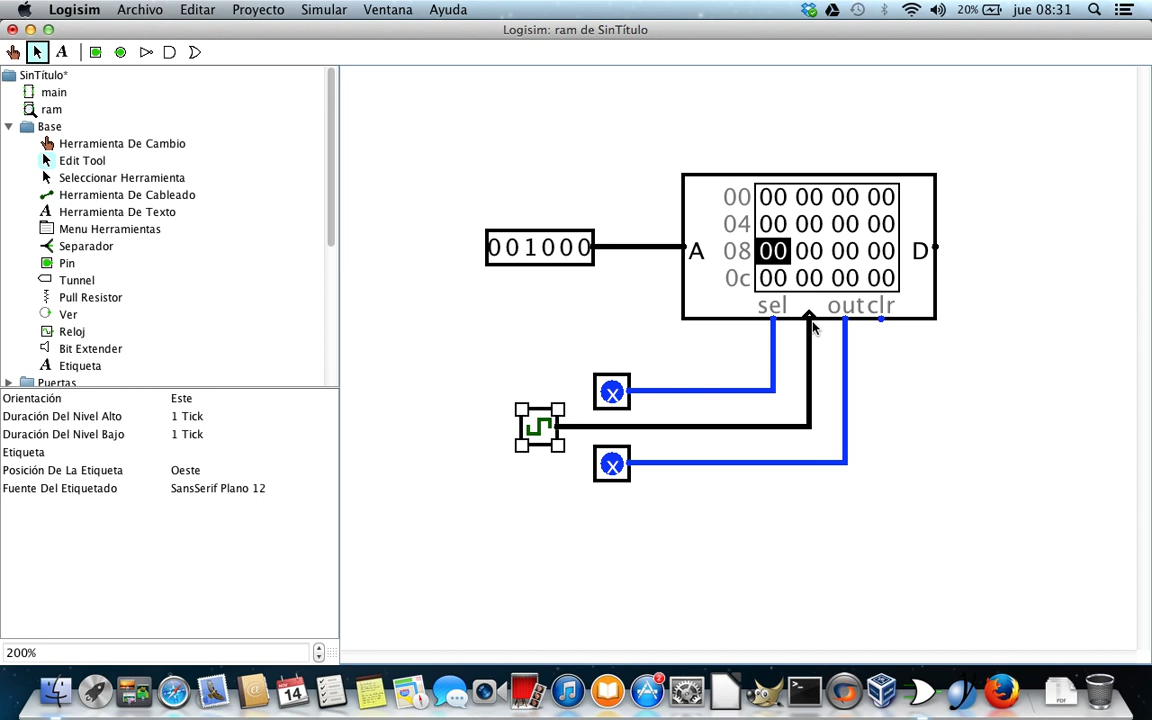 Logisim Archivo Editar Proyecto Simular Ventana Ayuda 20% jue 08:31
Logisim: ram de SinTítulo
A
SinTítulo*
main
ram
Base
Herramienta De Cambio
Edit Tool
Seleccionar Herramienta
Herramienta De Cableado
A Herramienta De Texto
Menu Herramientas
Separador
Pin
Tunnel
Pull Resistor
Ver
Reloj
Bit Extender
A Etiqueta
Puertas
Orientación Este
Duración Del Nivel Alto 1 Tick
Duración Del Nivel Bajo 1 Tick
Etiqueta
Posición De La Etiqueta Oeste
Fuente Del Etiquetado SansSerif Plano 12
200%
00 00 00 00 00
04 00 00 00 00
001000 A 08 00 00 00 00 D
0c 00 00 00 00
sel out clr
x
x
14
2
PDF